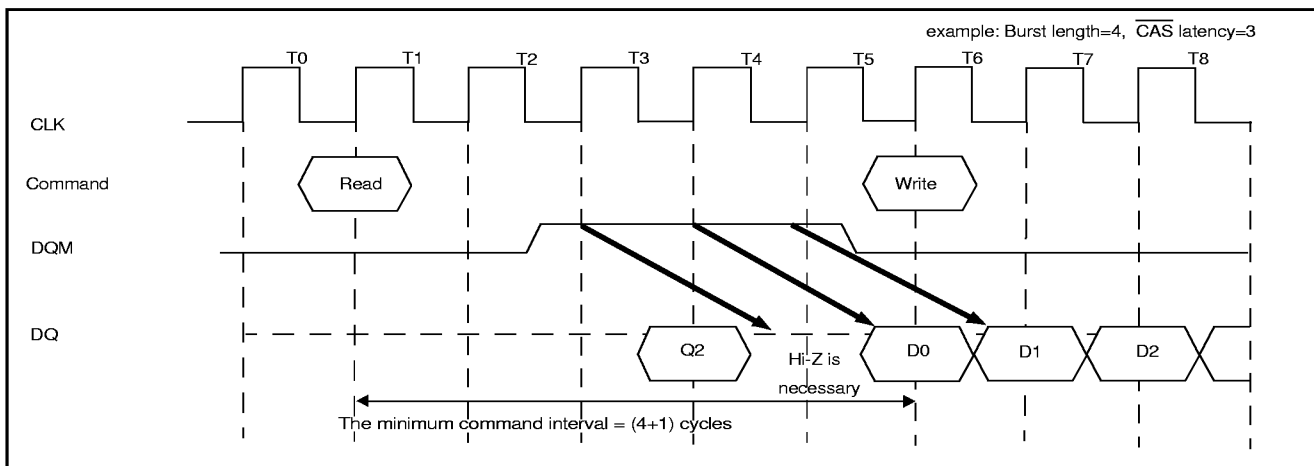 example: Burst length=4, CAS latency=3
T0 T1 T2 T3 T4 T5 T6 T7 T8
CLK
Command Read Write
DQM
DQ Q2 D0 D1 D2
Hi-Z is
necessary
The minimum command interval = (4+1) cycles